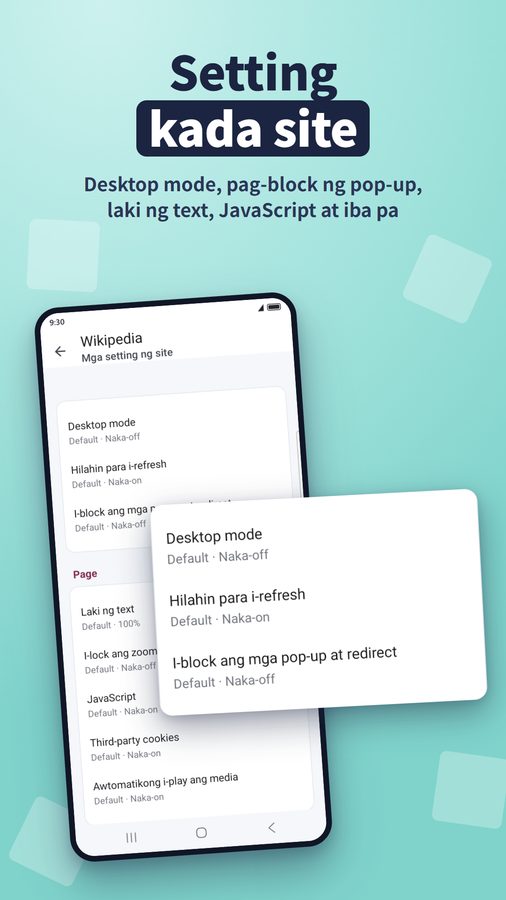 Setting
kada site
Desktop mode, pag-block ng pop-up,
laki ng text, JavaScript at iba pa
9:30
Wikipedia
Mga setting ng site
Desktop mode
Default · Naka-off
Hilahin para i-refresh
Default · Naka-on
I-block ang mga
Default · Naka-off
Page
Laki ng text
Default · 100%
I-lock ang zoom
Default · Naka-off
JavaScript
Default · Naka-on
Third-party cookies
Default · Naka-on
Awtomatikong i-play ang media
Default · Naka-on
Desktop mode
Default · Naka-off
Hilahin para i-refresh
Default · Naka-on
I-block ang mga pop-up at redirect
Default · Naka-off